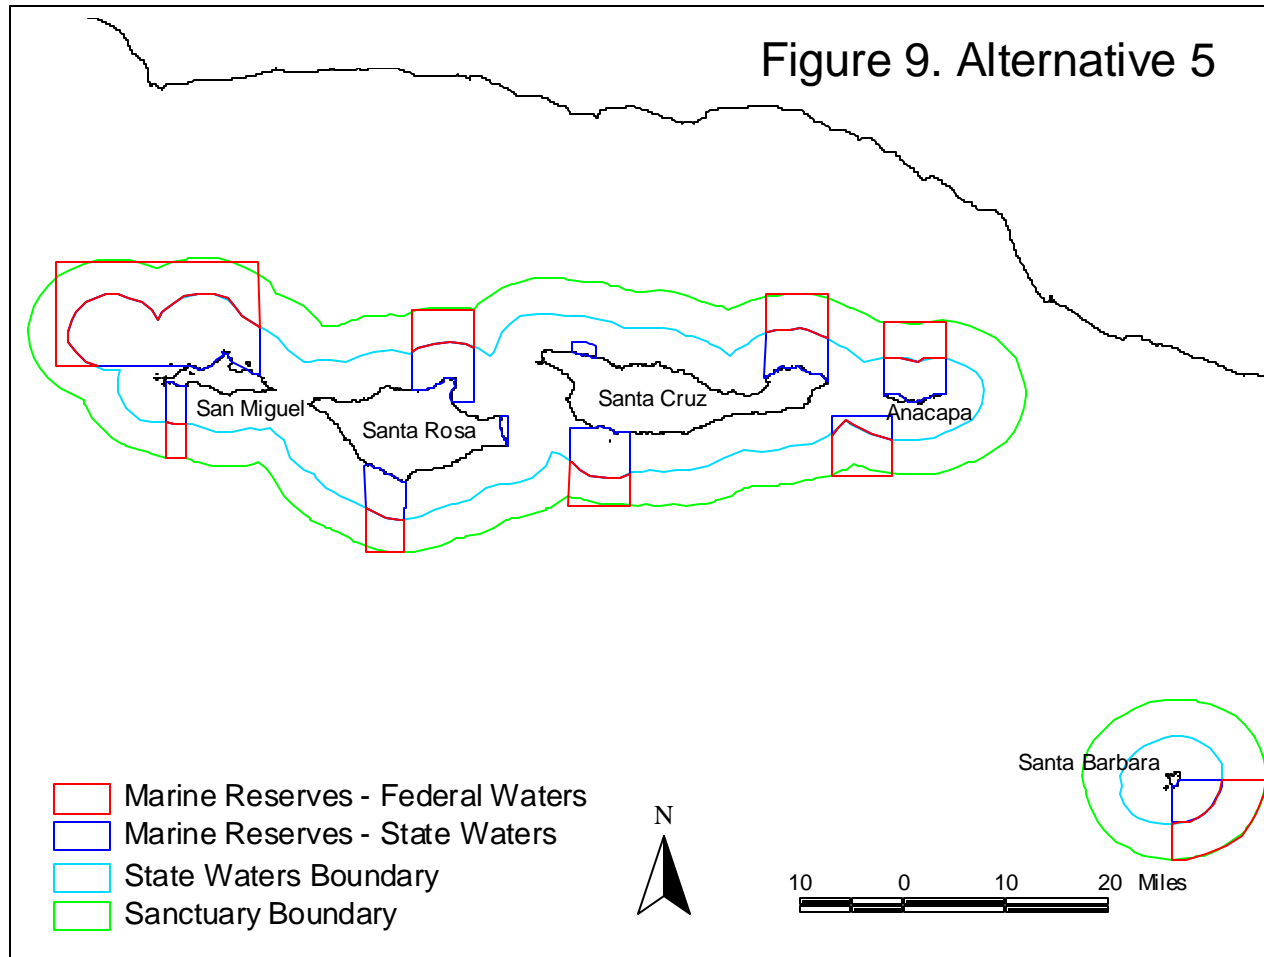 Figure 9. Alternative 5
San Miguel
Santa Rosa
Santa Cruz
Anacapa
Santa Barbara
Marine Reserves - Federal Waters
Marine Reserves - State Waters
State Waters Boundary
Sanctuary Boundary
N
10 0 10 20 Miles